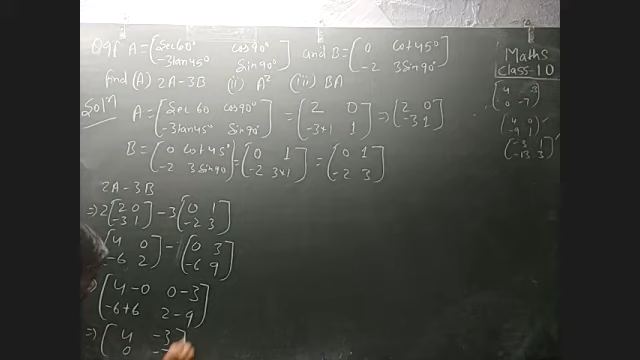 Q9 If A = [sec60° cos90° and B = [0 cot45°
-3tan45° sin90°] -2 3sin90°]
find (A) 2A-3B (ii) A² (iii) BA
Maths
Class-10
[4 -3
0 -7]
(4 0
-9 1)
(-3 1
-13 3)
Solⁿ
A = [Sec 60 cos90° = [2 0 ⇒ [2 0
-3tan45° Sin90°] -3×1 1] -3 1]
B = [0 cot45° = [0 1 = [0 1
-2 3 sin90] -2 3×1] -2 3]
2A-3B
⇒ 2[2 0 - 3[0 1
-3 1] -2 3]
[4 0 - [0 3
-6 2] -6 9]
⇒ [4-0 0-3
-6+6 2-9]
⇒ [4 -3
0